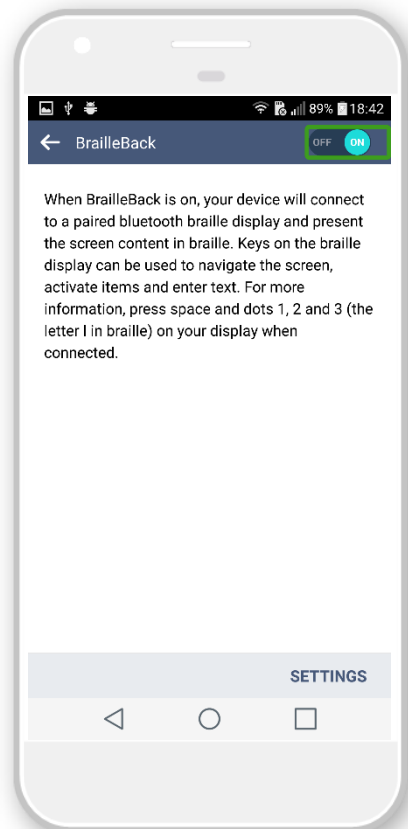 89% 18:42
BrailleBack OFF ON
When BrailleBack is on, your device will connect
to a paired bluetooth braille display and present
the screen content in braille. Keys on the braille
display can be used to navigate the screen,
activate items and enter text. For more
information, press space and dots 1, 2 and 3 (the
letter l in braille) on your display when
connected.
SETTINGS